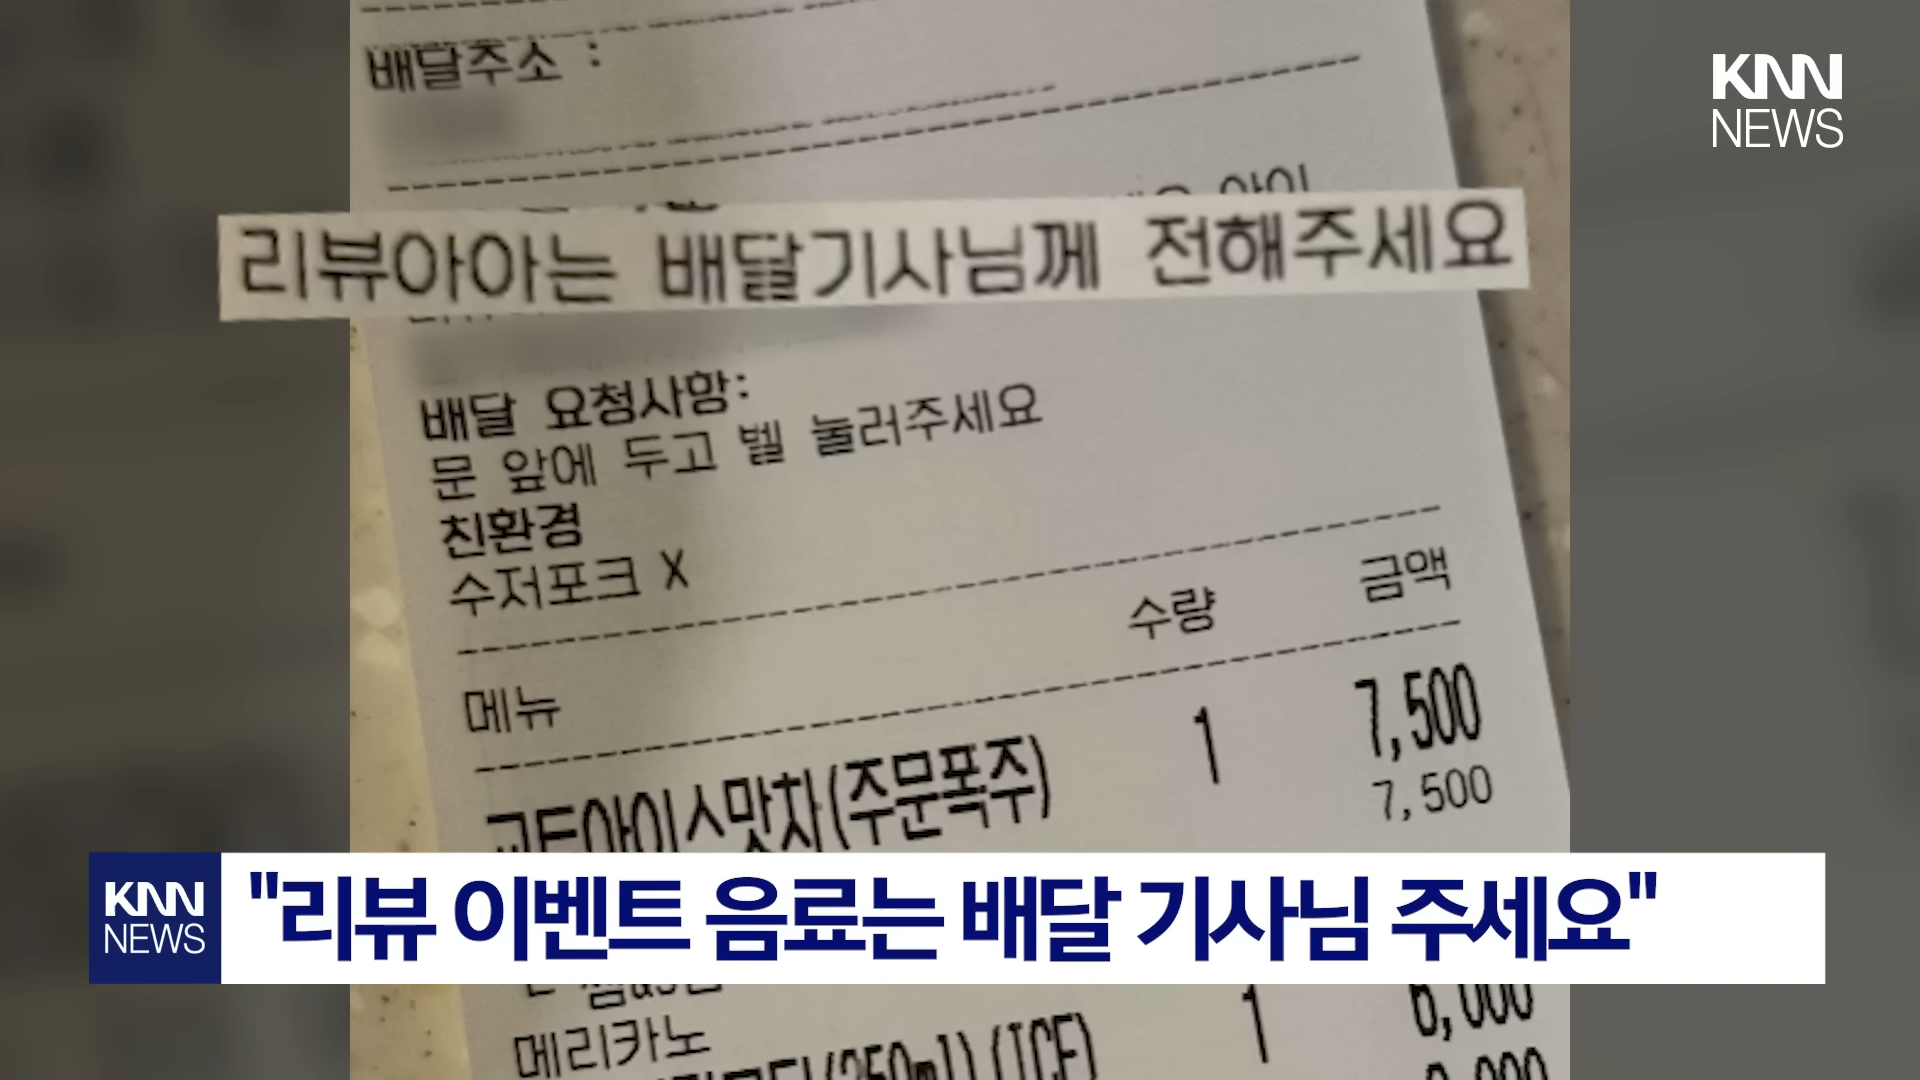 배달주소 :
KNN
NEWS
리뷰아아는 배달기사님께 전해주세요
배달 요청사항:
문 앞에 두고 벨 눌러주세요
친환경
수저포크 X
수량 금액
메뉴
1 7,500
(주문폭주)
7,500
KNN
NEWS
"리뷰 이벤트 음료는 배달 기사님 주세요"
1 6,000
메리카노
(ICE)